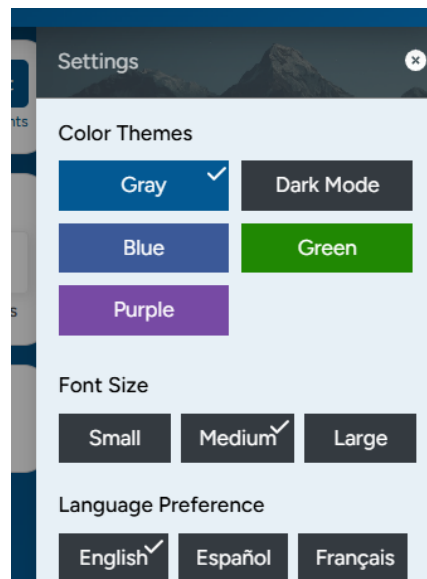 Settings
Color Themes
Gray Dark Mode
Blue Green
Purple
Font Size
Small Medium Large
Language Preference
English Español Français